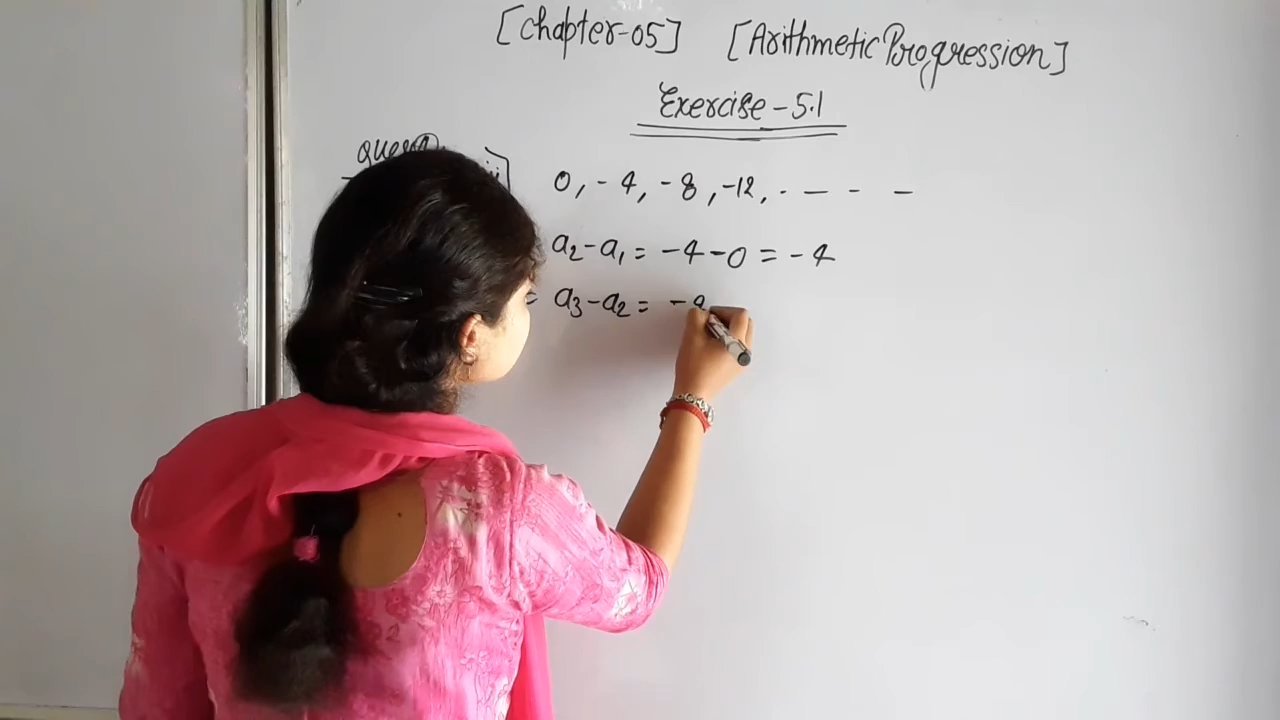 [Chapter-05] [Arithmetic Progression]
Exercise - 5.1
0, -4, -8, -12, . — - —
a₂-a₁ = -4-0 = -4
= a₃-a₂ = -